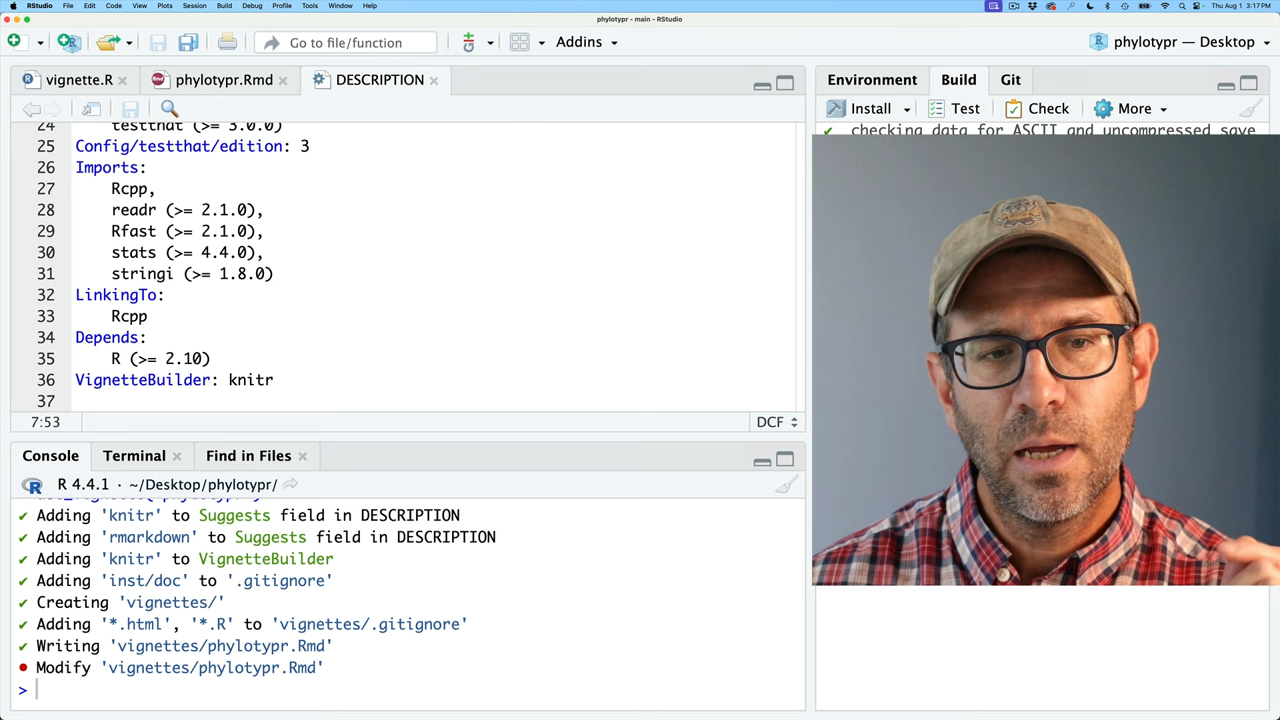 RStudio File Edit Code View Plots Session Build Debug Profile Tools Window Help Thu Aug 1 3:17 PM
phylotypr - main - RStudio
Go to file/function Addins phylotypr — Desktop
vignette.R phylotypr.Rmd DESCRIPTION
24 testthat (>= 3.0.0)
25 Config/testthat/edition: 3
26 Imports:
27 Rcpp,
28 readr (>= 2.1.0),
29 Rfast (>= 2.1.0),
30 stats (>= 4.4.0),
31 stringi (>= 1.8.0)
32 LinkingTo:
33 Rcpp
34 Depends:
35 R (>= 2.10)
36 VignetteBuilder: knitr
37
7:53 DCF
Console Terminal Find in Files
R 4.4.1 · ~/Desktop/phylotypr/
✔ Adding 'knitr' to Suggests field in DESCRIPTION
✔ Adding 'rmarkdown' to Suggests field in DESCRIPTION
✔ Adding 'knitr' to VignetteBuilder
✔ Adding 'inst/doc' to '.gitignore'
✔ Creating 'vignettes/'
✔ Adding '*.html', '*.R' to 'vignettes/.gitignore'
✔ Writing 'vignettes/phylotypr.Rmd'
● Modify 'vignettes/phylotypr.Rmd'
>
Environment Build Git
Install Test Check More
✔ checking data for ASCII and uncompressed save